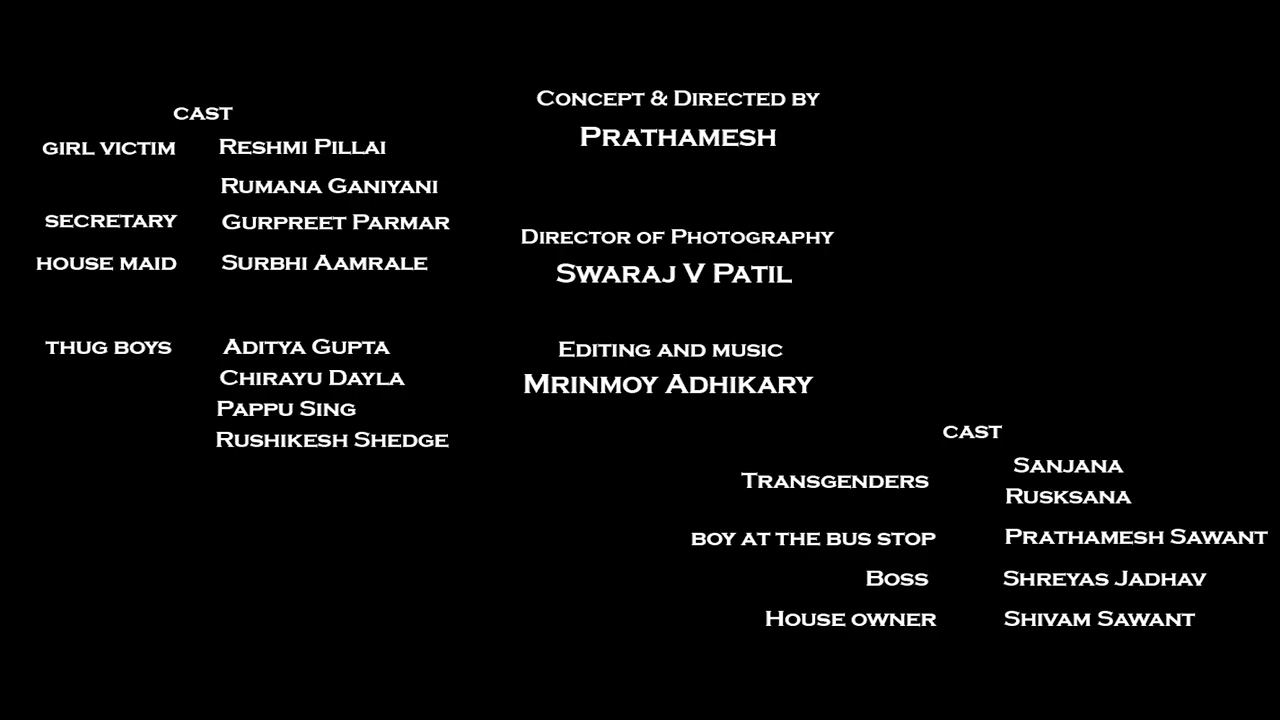 CAST
GIRL VICTIM RESHMI PILLAI
RUMANA GANIYANI
SECRETARY GURPREET PARMAR
HOUSE MAID SURBHI AAMRALE
THUG BOYS ADITYA GUPTA
CHIRAYU DAYLA
PAPPU SING
RUSHIKESH SHEDGE
CONCEPT & DIRECTED BY
PRATHAMESH
DIRECTOR OF PHOTOGRAPHY
SWARAJ V PATIL
EDITING AND MUSIC
MRINMOY ADHIKARY
CAST
TRANSGENDERS SANJANA
RUSKSANA
BOY AT THE BUS STOP PRATHAMESH SAWANT
BOSS SHREYAS JADHAV
HOUSE OWNER SHIVAM SAWANT